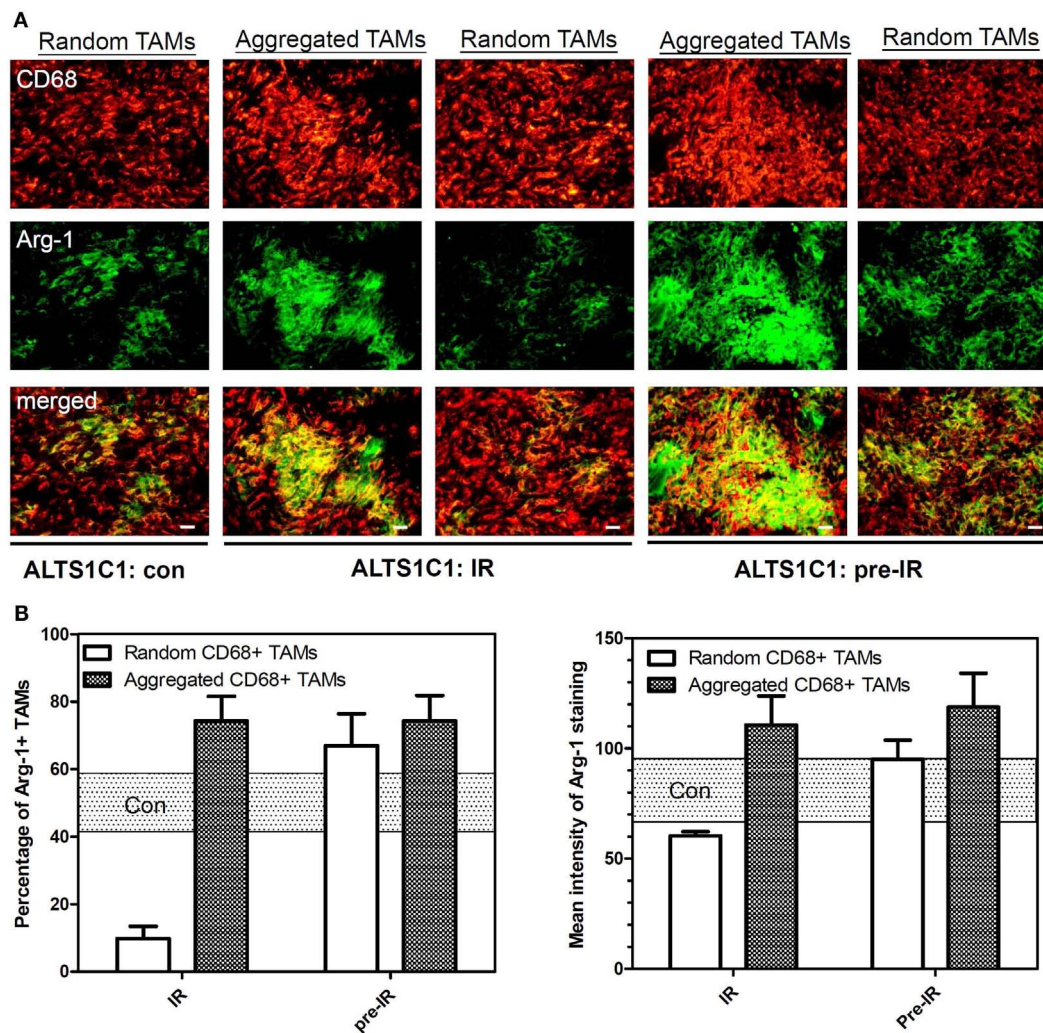 A
Random TAMs
Aggregated TAMs
Random TAMs
Aggregated TAMs
Random TAMs
CD68
Arg-1
merged
ALTS1C1: con
ALTS1C1: IR
ALTS1C1: pre-IR
B
Percentage of Arg-1+ TAMs
100
80
60
40
20
0
Random CD68+ TAMs
Aggregated CD68+ TAMs
Con
IR
pre-IR
Mean intensity of Arg-1 staining
150
100
50
0
Random CD68+ TAMs
Aggregated CD68+ TAMs
Con
IR
Pre-IR